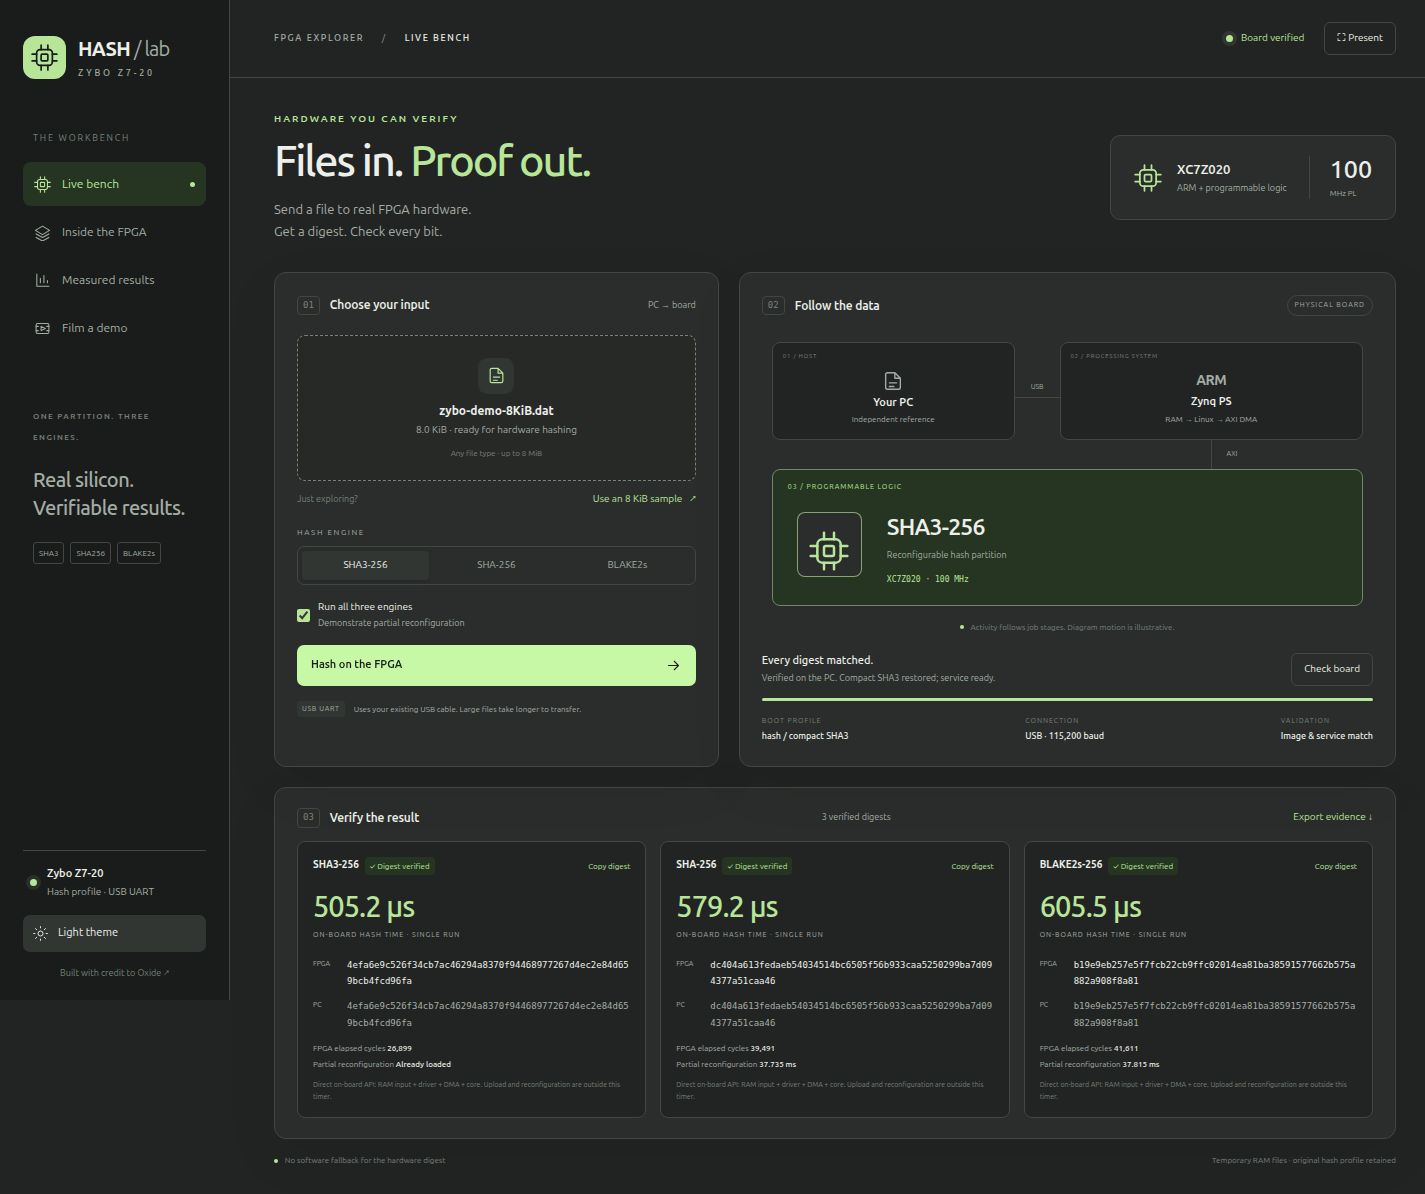 HASH / lab
ZYBO Z7-20
THE WORKBENCH
Live bench
Inside the FPGA
Measured results
Film a demo
ONE PARTITION. THREE
ENGINES.
Real silicon.
Verifiable results.
SHA3 SHA256 BLAKE2s
Zybo Z7-20
Hash profile · USB UART
Light theme
Built with credit to Oxide ↗
FPGA EXPLORER / LIVE BENCH
Board verified
Present
HARDWARE YOU CAN VERIFY
Files in. Proof out.
Send a file to real FPGA hardware.
Get a digest. Check every bit.
XC7Z020
ARM + programmable logic
100
MHz PL
01 Choose your input
PC → board
zybo-demo-8KiB.dat
8.0 KiB · ready for hardware hashing
Any file type · up to 8 MiB
Just exploring?
Use an 8 KiB sample ↗
HASH ENGINE
SHA3-256 SHA-256 BLAKE2s
Run all three engines
Demonstrate partial reconfiguration
Hash on the FPGA →
USB UART Uses your existing USB cable. Large files take longer to transfer.
02 Follow the data
PHYSICAL BOARD
01 / HOST
Your PC
Independent reference
USB
02 / PROCESSING SYSTEM
ARM
Zynq PS
RAM → Linux → AXI DMA
AXI
03 / PROGRAMMABLE LOGIC
SHA3-256
Reconfigurable hash partition
XC7Z020 · 100 MHz
Activity follows job stages. Diagram motion is illustrative.
Every digest matched.
Verified on the PC. Compact SHA3 restored; service ready.
Check board
BOOT PROFILE
hash / compact SHA3
CONNECTION
USB · 115,200 baud
VALIDATION
Image & service match
03 Verify the result
3 verified digests
Export evidence ↓
SHA3-256 ✓ Digest verified Copy digest
505.2 µs
ON-BOARD HASH TIME · SINGLE RUN
FPGA 4efa6e9c526f34cb7ac46294a8370f94468977267d4ec2e84d65
9bcb4fcd96fa
PC 4efa6e9c526f34cb7ac46294a8370f94468977267d4ec2e84d65
9bcb4fcd96fa
FPGA elapsed cycles 26,899
Partial reconfiguration Already loaded
Direct on-board API: RAM input + driver + DMA + core. Upload and reconfiguration are outside this
timer.
SHA-256 ✓ Digest verified Copy digest
579.2 µs
ON-BOARD HASH TIME · SINGLE RUN
FPGA dc404a613fedaeb54034514bc6505f56b933caa5250299ba7d09
4377a51caa46
PC dc404a613fedaeb54034514bc6505f56b933caa5250299ba7d09
4377a51caa46
FPGA elapsed cycles 39,491
Partial reconfiguration 37.735 ms
Direct on-board API: RAM input + driver + DMA + core. Upload and reconfiguration are outside this
timer.
BLAKE2s-256 ✓ Digest verified Copy digest
605.5 µs
ON-BOARD HASH TIME · SINGLE RUN
FPGA b19e9eb257e5f7fcb22cb9ffc02014ea81ba38591577662b575a
882a908f8a81
PC b19e9eb257e5f7fcb22cb9ffc02014ea81ba38591577662b575a
882a908f8a81
FPGA elapsed cycles 41,611
Partial reconfiguration 37.815 ms
Direct on-board API: RAM input + driver + DMA + core. Upload and reconfiguration are outside this
timer.
No software fallback for the hardware digest
Temporary RAM files · original hash profile retained